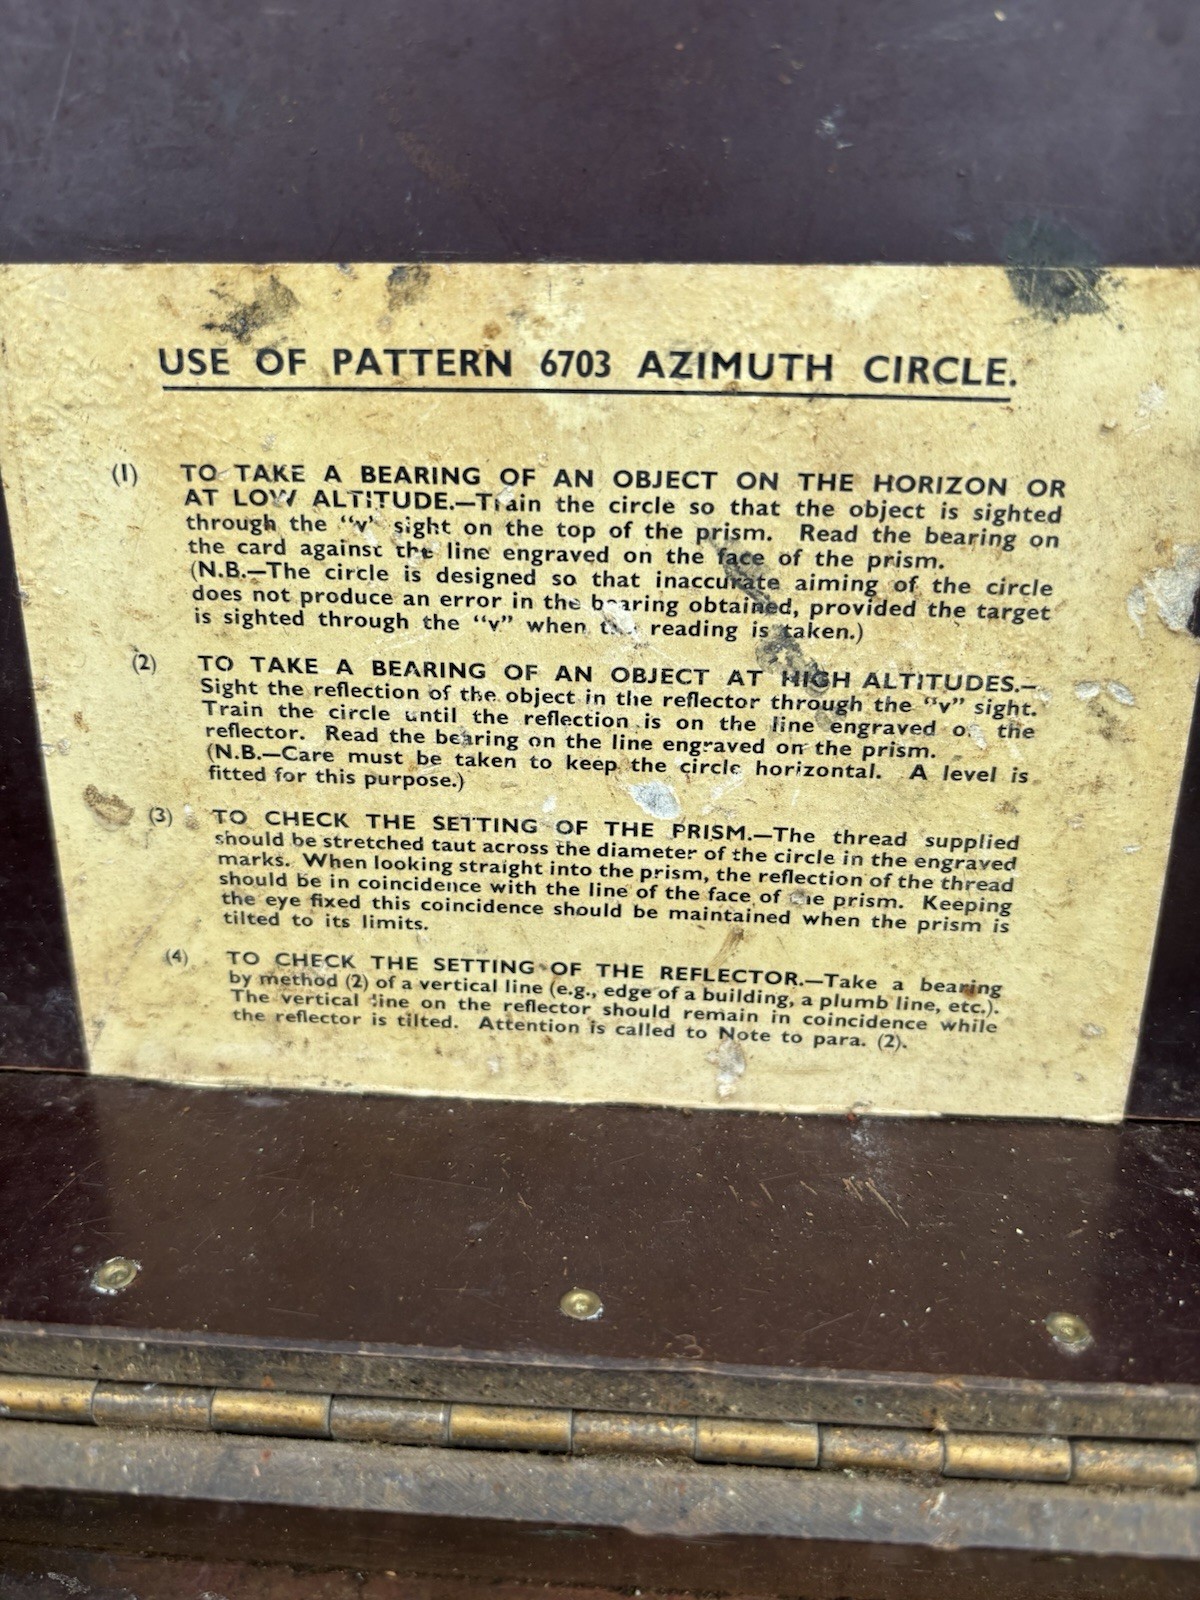 USE OF PATTERN 6703 AZIMUTH CIRCLE.
(1) TO TAKE A BEARING OF AN OBJECT ON THE HORIZON OR
AT LOW ALTITUDE.—Train the circle so that the object is sighted
through the "v" sight on the top of the prism. Read the bearing on
the card against the line engraved on the face of the prism.
(N.B.—The circle is designed so that inaccurate aiming of the circle
does not produce an error in the bearing obtained, provided the target
is sighted through the "v" when the reading is taken.)
(2) TO TAKE A BEARING OF AN OBJECT AT HIGH ALTITUDES.—
Sight the reflection of the object in the reflector through the "v" sight.
Train the circle until the reflection is on the line engraved on the
reflector. Read the bearing on the line engraved on the prism.
(N.B.—Care must be taken to keep the circle horizontal. A level is
fitted for this purpose.)
(3) TO CHECK THE SETTING OF THE PRISM.—The thread supplied
should be stretched taut across the diameter of the circle in the engraved
marks. When looking straight into the prism, the reflection of the thread
should be in coincidence with the line of the face of the prism. Keeping
the eye fixed this coincidence should be maintained when the prism is
tilted to its limits.
(4) TO CHECK THE SETTING OF THE REFLECTOR.—Take a bearing
by method (2) of a vertical line (e.g., edge of a building, a plumb line, etc.).
The vertical line on the reflector should remain in coincidence while
the reflector is tilted. Attention is called to Note to para. (2).